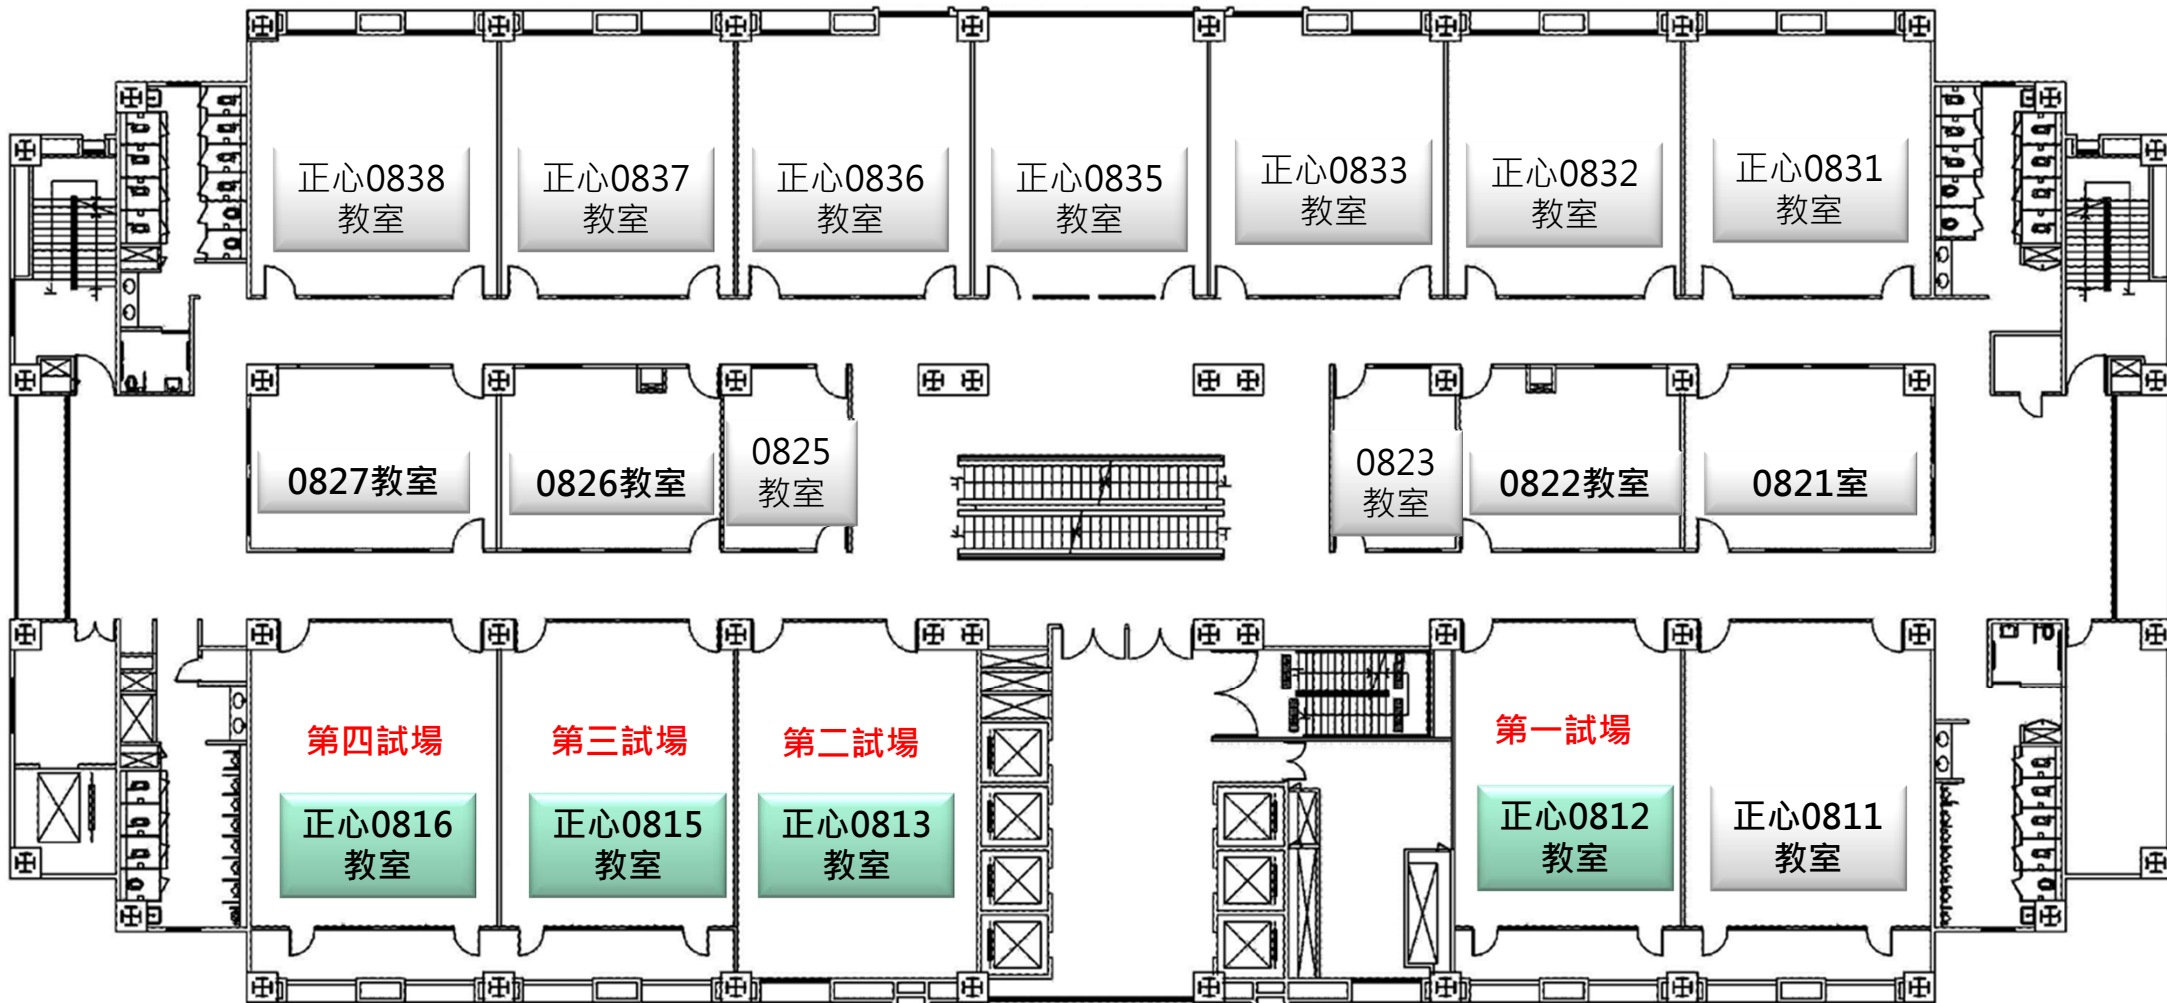 正心0838
教室
正心0837
教室
正心0836
教室
正心0835
教室
正心0833
教室
正心0832
教室
正心0831
教室
0827教室
0826教室
0825
教室
0823
教室
0822教室
0821室
第四試場
第三試場
第二試場
第一試場
正心0816
教室
正心0815
教室
正心0813
教室
正心0812
教室
正心0811
教室